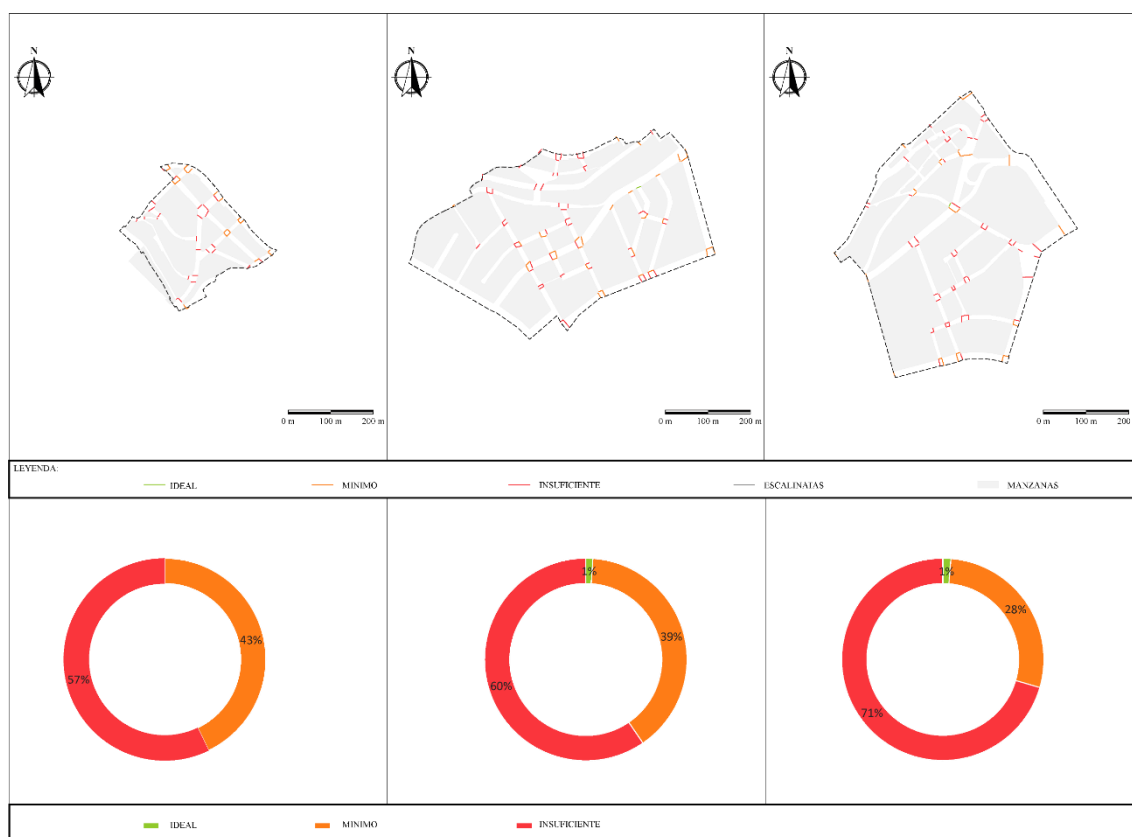 N
N
N
0 m 100 m 200 m
0 m 100 m 200 m
0 m 100 m 200
LEYENDA:
IDEAL MINIMO INSUFICIENTE ESCALINATAS MANZANAS
43%
57%
1%
39%
60%
1%
28%
71%
IDEAL MINIMO INSUFICIENTE